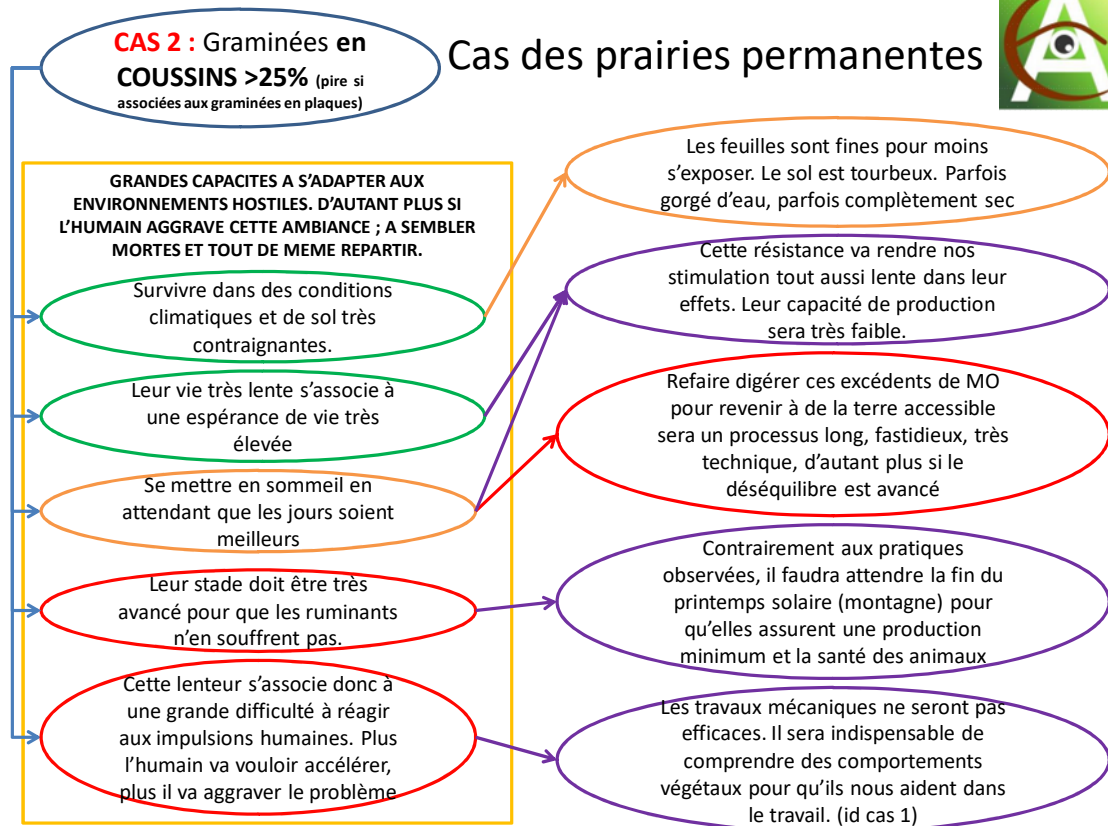 CAS 2 : Graminées en
COUSSINS >25% (pire si
associées aux graminées en plaques)
Cas des prairies permanentes
GRANDES CAPACITES A S'ADAPTER AUX
ENVIRONNEMENTS HOSTILES. D'AUTANT PLUS SI
L'HUMAIN AGGRAVE CETTE AMBIANCE ; A SEMBLER
MORTES ET TOUT DE MEME REPARTIR.
Survivre dans des conditions
climatiques et de sol très
contraignantes.
Leur vie très lente s'associe à
une espérance de vie très
élevée
Se mettre en sommeil en
attendant que les jours soient
meilleurs
Leur stade doit être très
avancé pour que les ruminants
n'en souffrent pas.
Cette lenteur s'associe donc à
une grande difficulté à réagir
aux impulsions humaines. Plus
l'humain va vouloir accélérer,
plus il va aggraver le problème
Les feuilles sont fines pour moins
s'exposer. Le sol est tourbeux. Parfois
gorgé d'eau, parfois complètement sec
Cette résistance va rendre nos
stimulation tout aussi lente dans leur
effets. Leur capacité de production
sera très faible.
Refaire digérer ces excédents de MO
pour revenir à de la terre accessible
sera un processus long, fastidieux, très
technique, d'autant plus si le
déséquilibre est avancé
Contrairement aux pratiques
observées, il faudra attendre la fin du
printemps solaire (montagne) pour
qu'elles assurent une production
minimum et la santé des animaux
Les travaux mécaniques ne seront pas
efficaces. Il sera indispensable de
comprendre des comportements
végétaux pour qu'ils nous aident dans
le travail. (id cas 1)